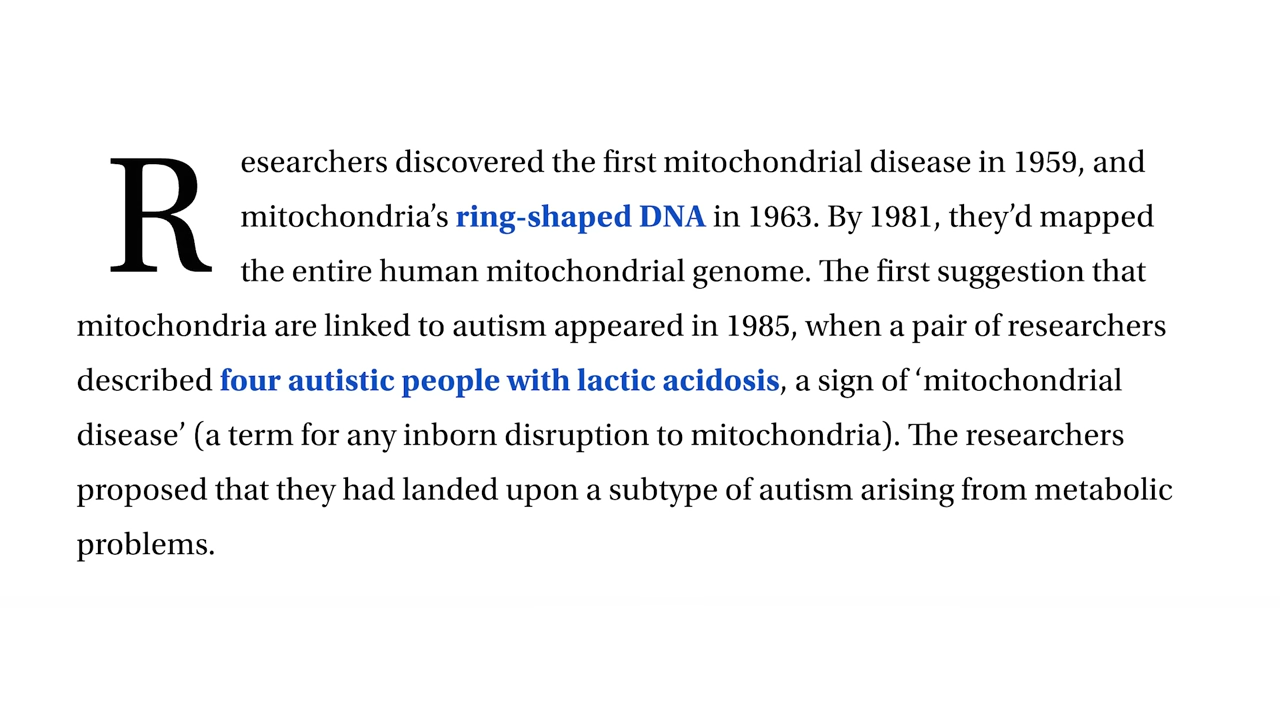 Researchers discovered the first mitochondrial disease in 1959, and
mitochondria’s ring-shaped DNA in 1963. By 1981, they’d mapped
the entire human mitochondrial genome. The first suggestion that
mitochondria are linked to autism appeared in 1985, when a pair of researchers
described four autistic people with lactic acidosis, a sign of ‘mitochondrial
disease’ (a term for any inborn disruption to mitochondria). The researchers
proposed that they had landed upon a subtype of autism arising from metabolic
problems.